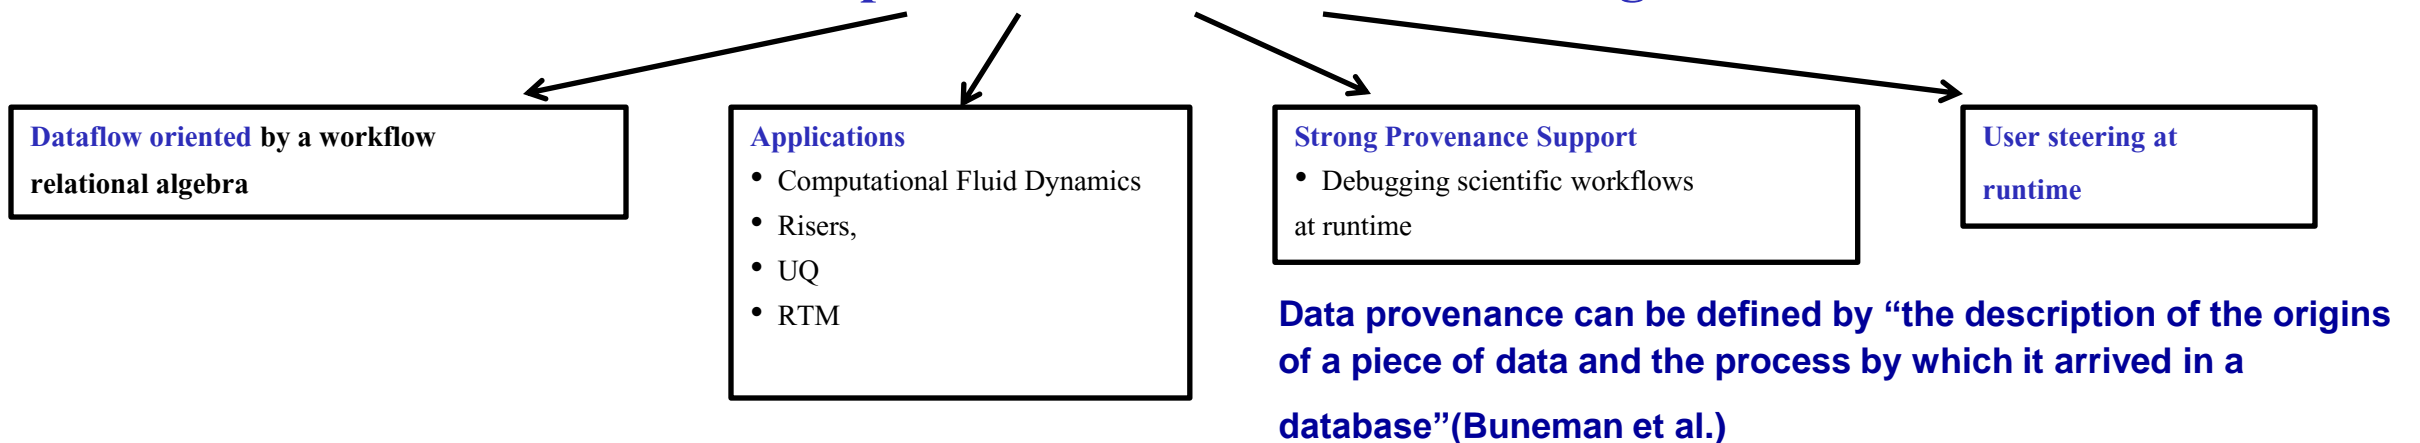 Dataflow oriented by a workflow
relational algebra
Applications
• Computational Fluid Dynamics
• Risers,
• UQ
• RTM
Strong Provenance Support
• Debugging scientific workflows
at runtime
User steering at
runtime
Data provenance can be defined by “the description of the origins
of a piece of data and the process by which it arrived in a
database”(Buneman et al.)